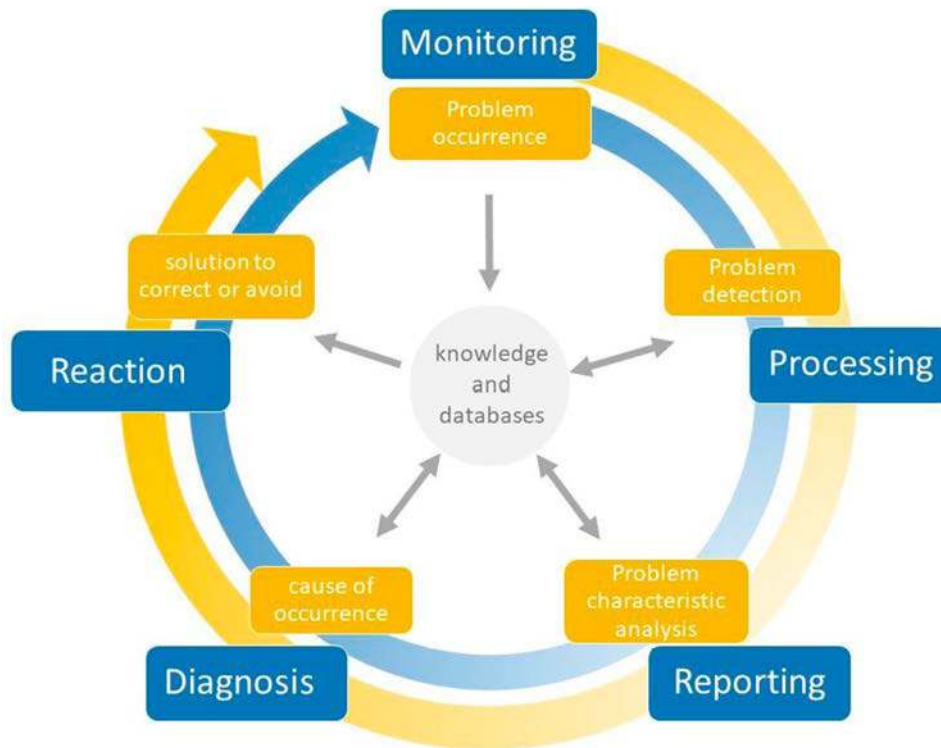 Monitoring
Problem
occurrence
Problem
detection
Processing
Problem
characteristic
analysis
Reporting
cause of
occurrence
Diagnosis
solution to
correct or avoid
Reaction
knowledge
and
databases